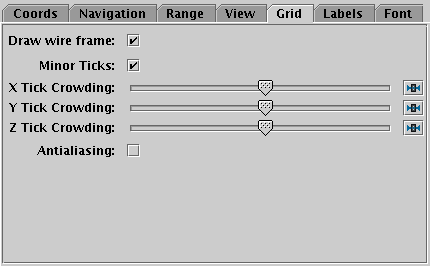 Coords Navigation Range View Grid Labels Font
Draw wire frame:
Minor Ticks:
X Tick Crowding:
Y Tick Crowding:
Z Tick Crowding:
Antialiasing: